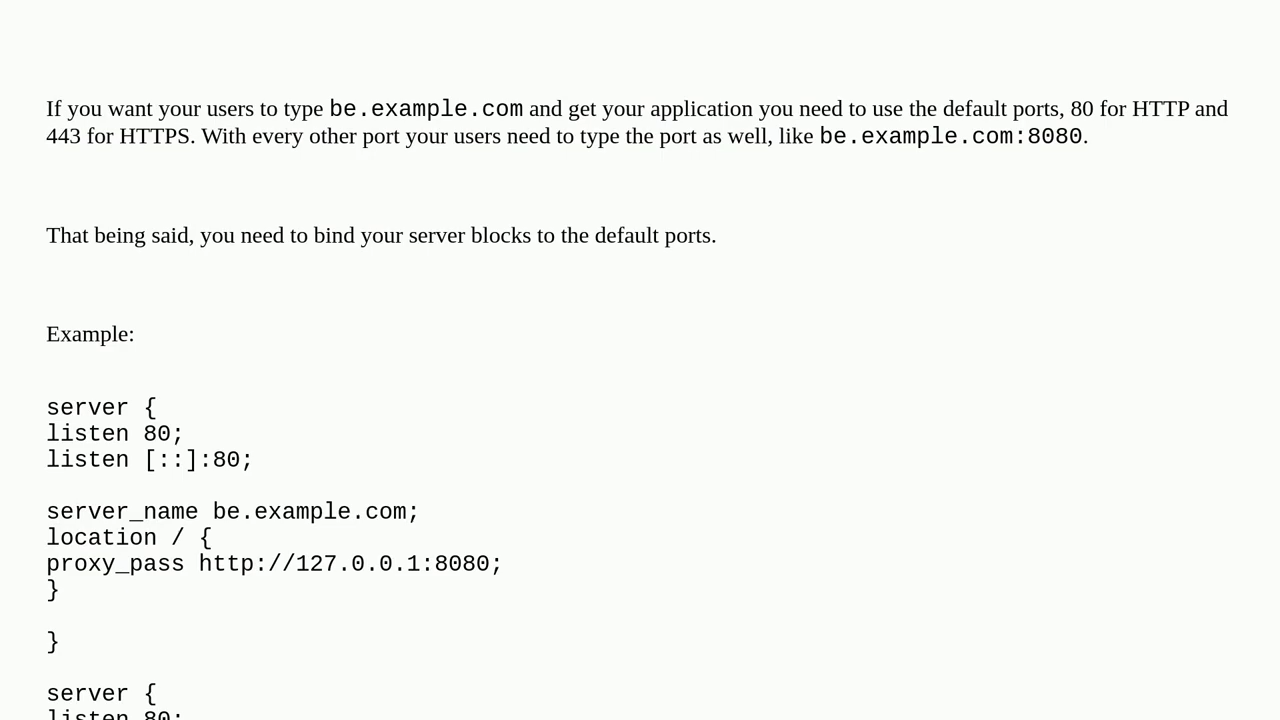 If you want your users to type be.example.com and get your application you need to use the default ports, 80 for HTTP and
443 for HTTPS. With every other port your users need to type the port as well, like be.example.com:8080.
That being said, you need to bind your server blocks to the default ports.
Example:
server {
listen 80;
listen [::]:80;
server_name be.example.com;
location / {
proxy_pass http://127.0.0.1:8080;
}
}
server {
listen 80;